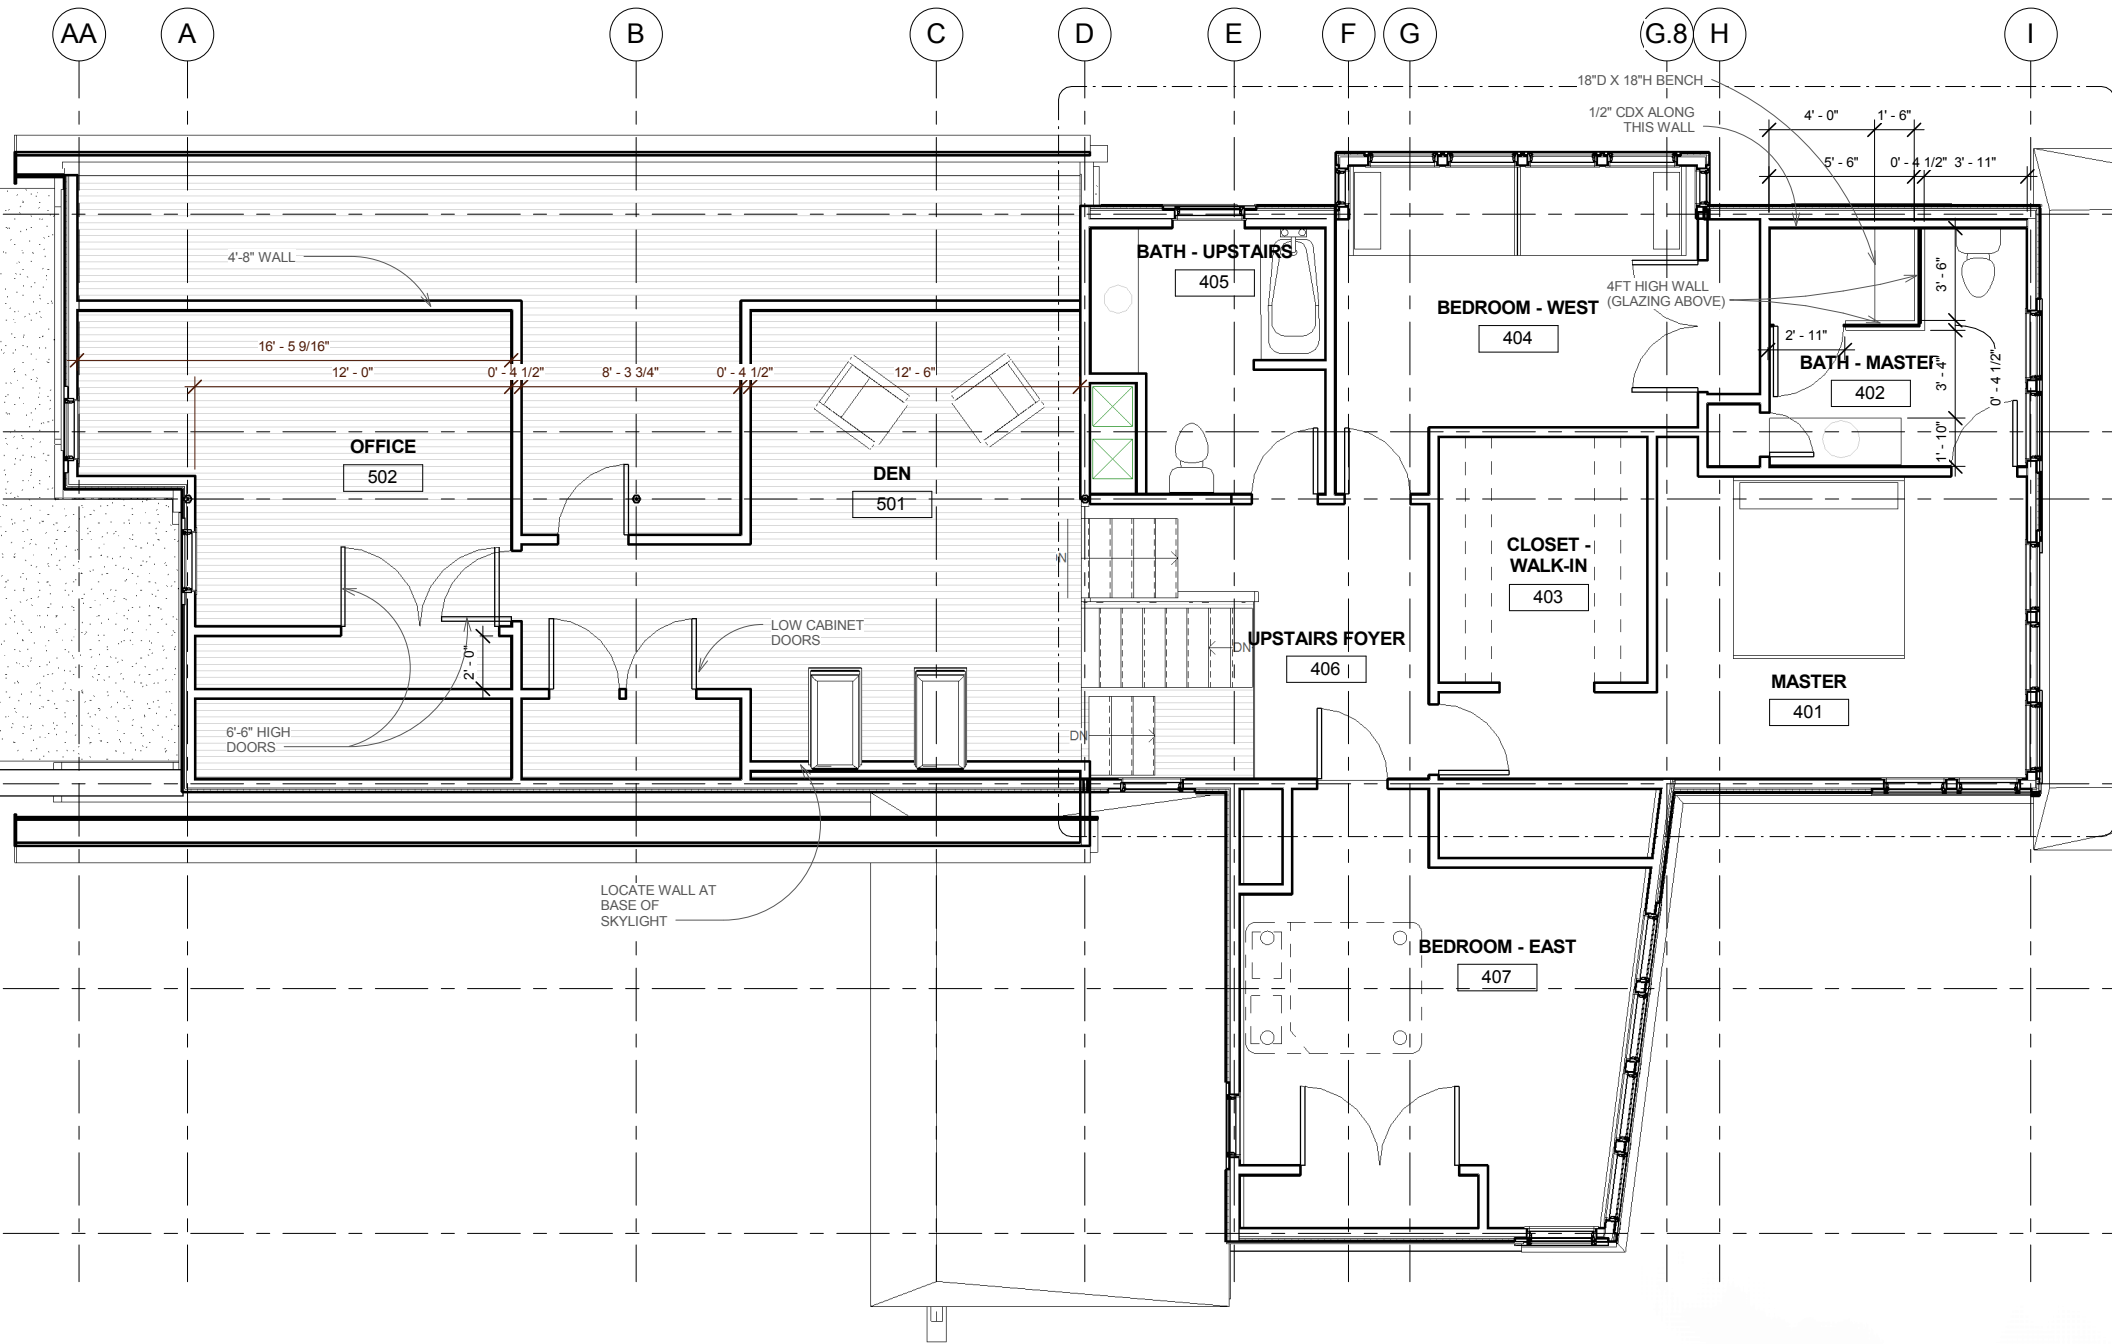 AA
A
B
C
D
E
F
G
G.8
H
I
18"D X 18"H BENCH
1/2" CDX ALONG
THIS WALL
4' - 0"
1' - 6"
5' - 6"
0' - 4 1/2"
3' - 11"
4'-8" WALL
BATH - UPSTAIRS
405
4FT HIGH WALL
(GLAZING ABOVE)
3' - 6"
BEDROOM - WEST
404
2' - 11"
16' - 5 9/16"
12' - 0"
0' - 4 1/2"
8' - 3 3/4"
0' - 4 1/2"
12' - 6"
BATH - MASTER
402
3' - 4"
0' - 4 1/2"
1' - 10"
OFFICE
502
DEN
501
CLOSET -
WALK-IN
403
LOW CABINET
DOORS
2' - 0"
DN
UPSTAIRS FOYER
406
MASTER
401
6'-6" HIGH
DOORS
DN
LOCATE WALL AT
BASE OF
SKYLIGHT
BEDROOM - EAST
407